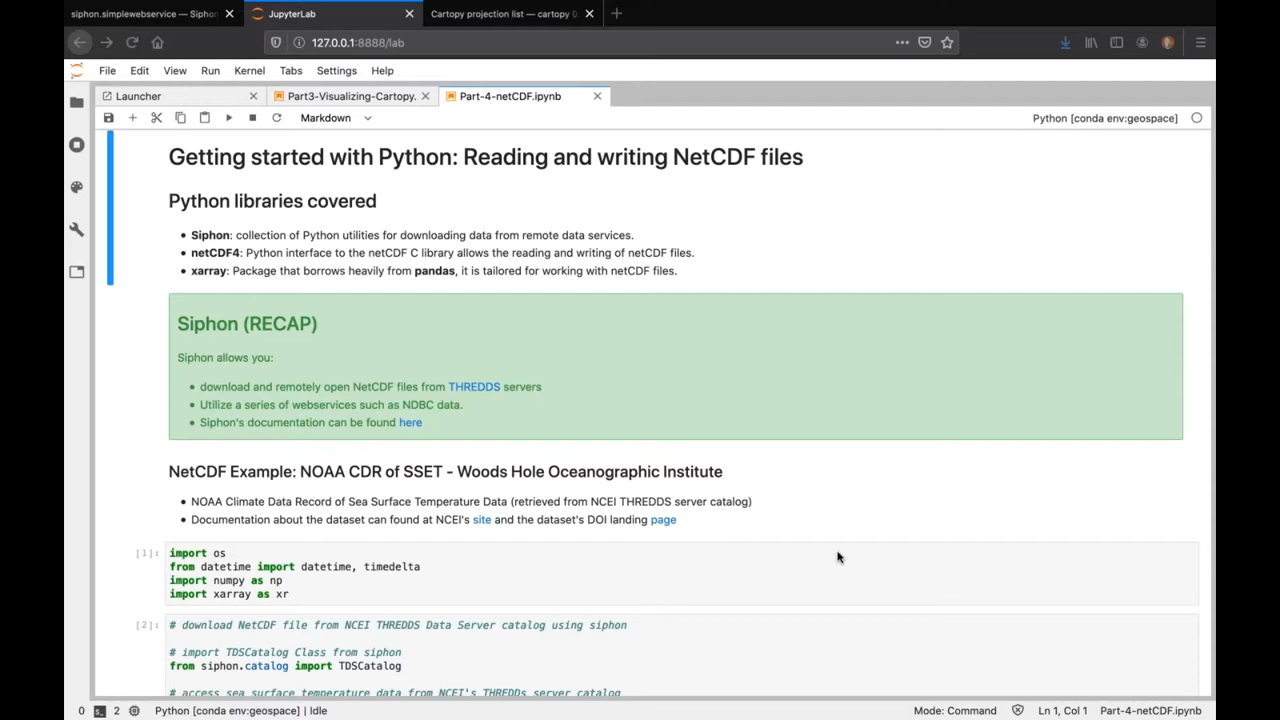 siphon.simplewebservice — Siphon
JupyterLab
Cartopy projection list — cartopy 0
127.0.0.1:8888/lab
File Edit View Run Kernel Tabs Settings Help
Launcher
Part3-Visualizing-Cartopy.
Part-4-netCDF.ipynb
Markdown
Python [conda env:geospace]
Getting started with Python: Reading and writing NetCDF files
Python libraries covered
• Siphon: collection of Python utilities for downloading data from remote data services.
• netCDF4: Python interface to the netCDF C library allows the reading and writing of netCDF files.
• xarray: Package that borrows heavily from pandas, it is tailored for working with netCDF files.
Siphon (RECAP)
Siphon allows you:
• download and remotely open NetCDF files from THREDDS servers
• Utilize a series of webservices such as NDBC data.
• Siphon's documentation can be found here
NetCDF Example: NOAA CDR of SSET - Woods Hole Oceanographic Institute
• NOAA Climate Data Record of Sea Surface Temperature Data (retrieved from NCEI THREDDS server catalog)
• Documentation about the dataset can found at NCEI's site and the dataset's DOI landing page
[1]: import os
from datetime import datetime, timedelta
import numpy as np
import xarray as xr
[2]: # download NetCDF file from NCEI THREDDS Data Server catalog using siphon
# import TDSCatalog Class from siphon
from siphon.catalog import TDSCatalog
# access sea surface temperature data from NCEI's THREDDs server catalog
0 2 Python [conda env:geospace] | Idle
Mode: Command Ln 1, Col 1 Part-4-netCDF.ipynb